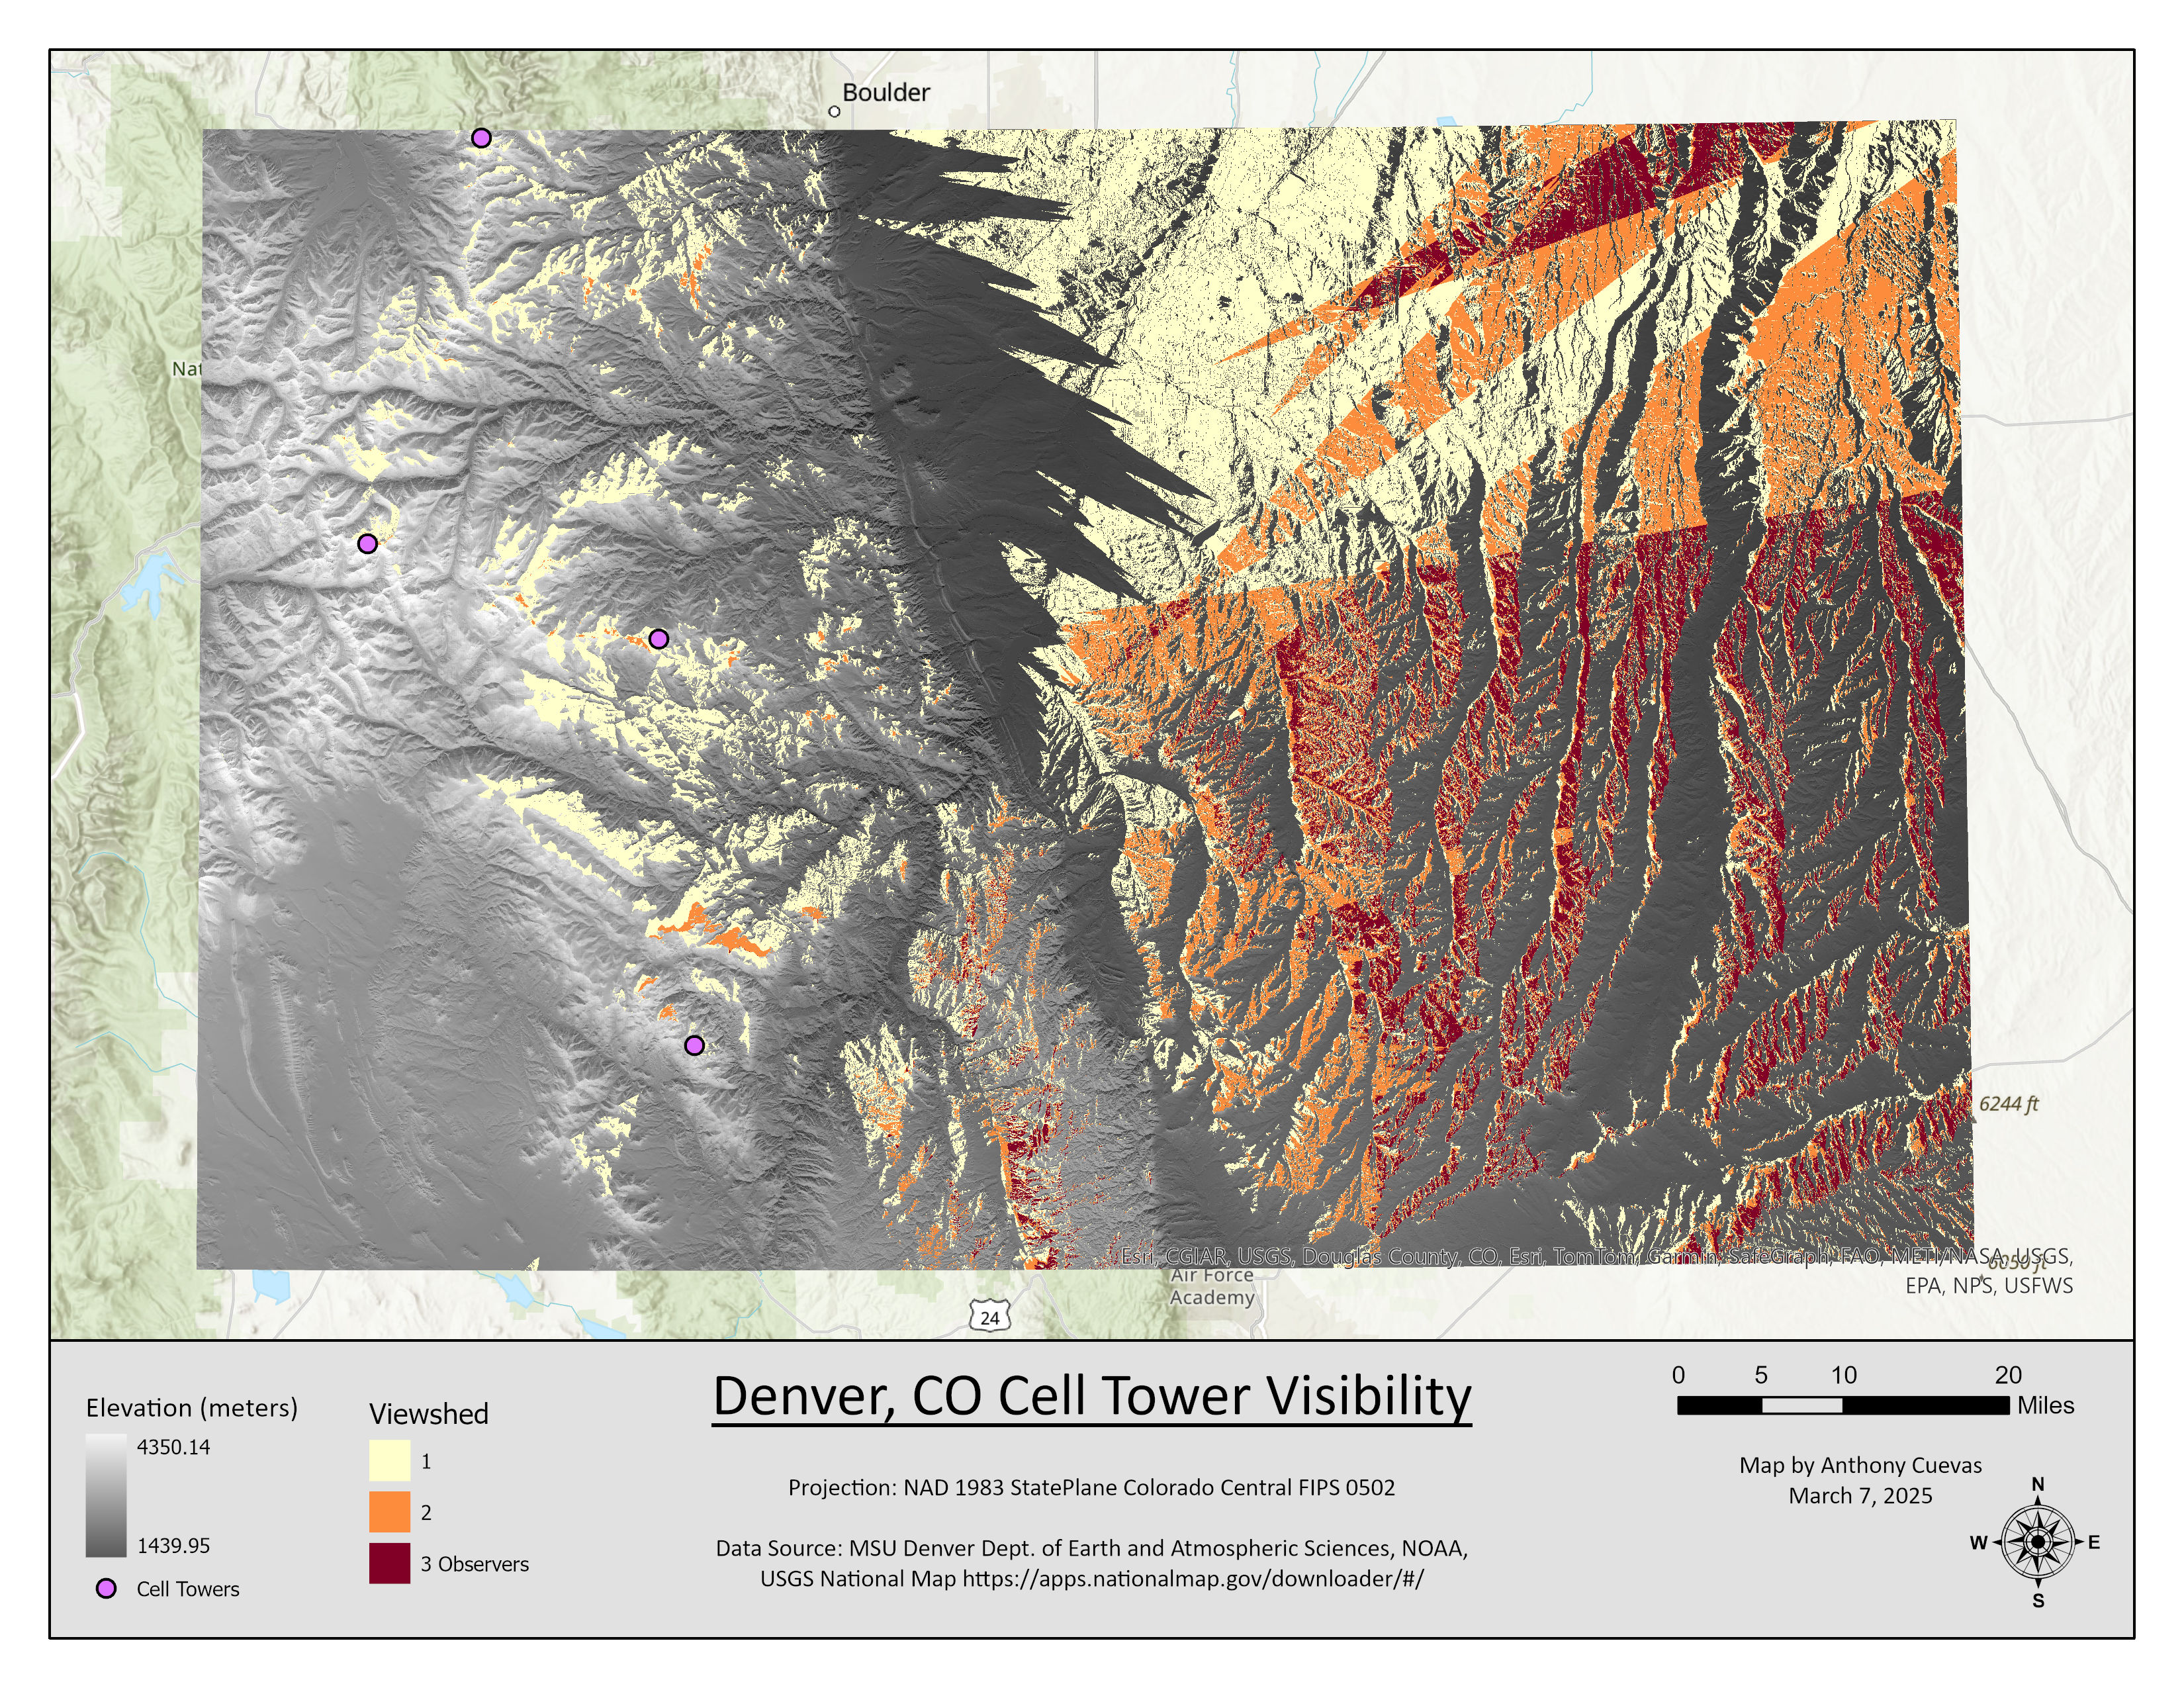 Boulder
Nat
6244 ft
Esri, CGIAR, USGS, Douglas County, CO, Esri, TomTom, Garmin, SafeGraph, FAO, METI/NASA, USGS,
6050 ft
EPA, NPS, USFWS
Air Force
Academy
24
Elevation (meters)
4350.14
1439.95
Cell Towers
Viewshed
1
2
3 Observers
Denver, CO Cell Tower Visibility
Projection: NAD 1983 StatePlane Colorado Central FIPS 0502
Data Source: MSU Denver Dept. of Earth and Atmospheric Sciences, NOAA,
USGS National Map https://apps.nationalmap.gov/downloader/#/
0 5 10 20
Miles
Map by Anthony Cuevas
March 7, 2025
N
W E
S